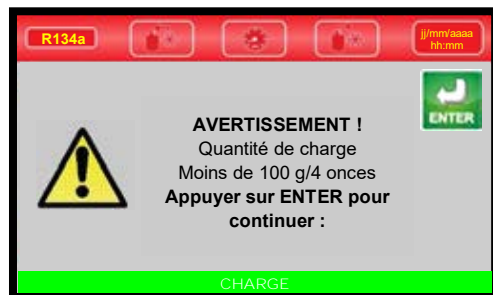 R134a
jj/mm/aaaa
hh:mm
ENTER
AVERTISSEMENT !
Quantité de charge
Moins de 100 g/4 onces
Appuyer sur ENTER pour
continuer :
CHARGE